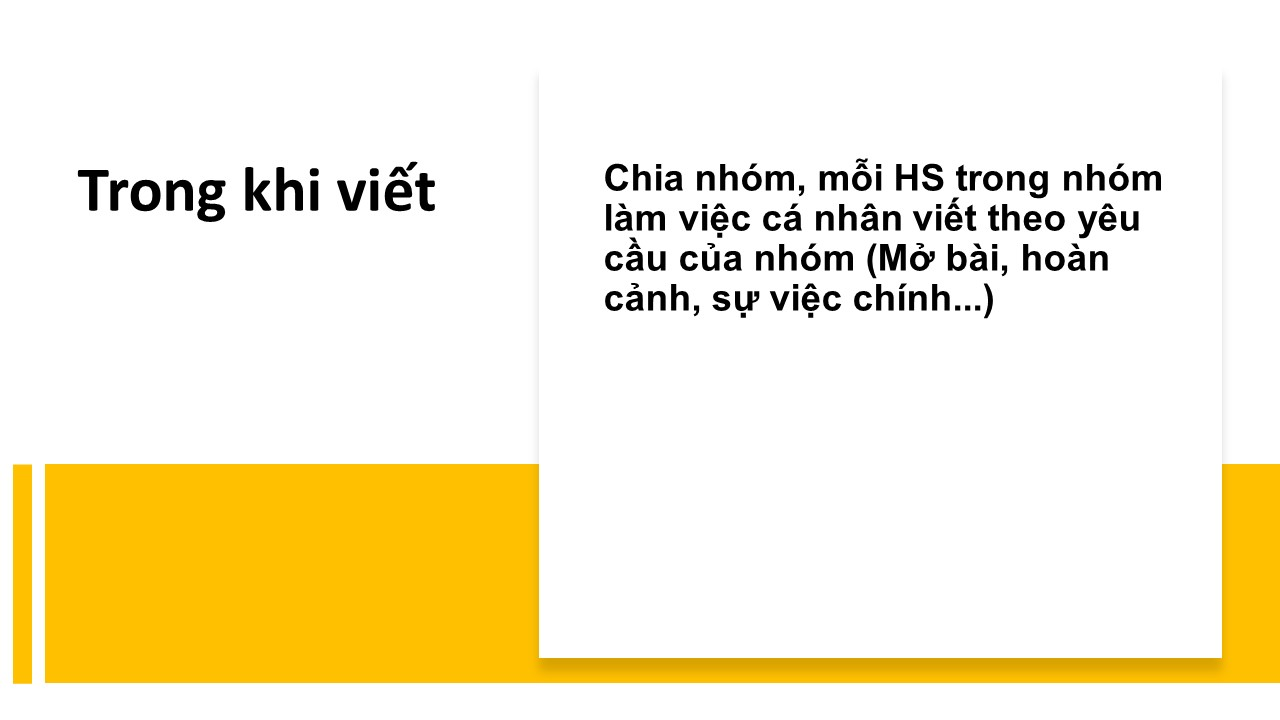 Trong khi viết
Chia nhóm, mỗi HS trong nhóm
làm việc cá nhân viết theo yêu
cầu của nhóm (Mở bài, hoàn
cảnh, sự việc chính...)